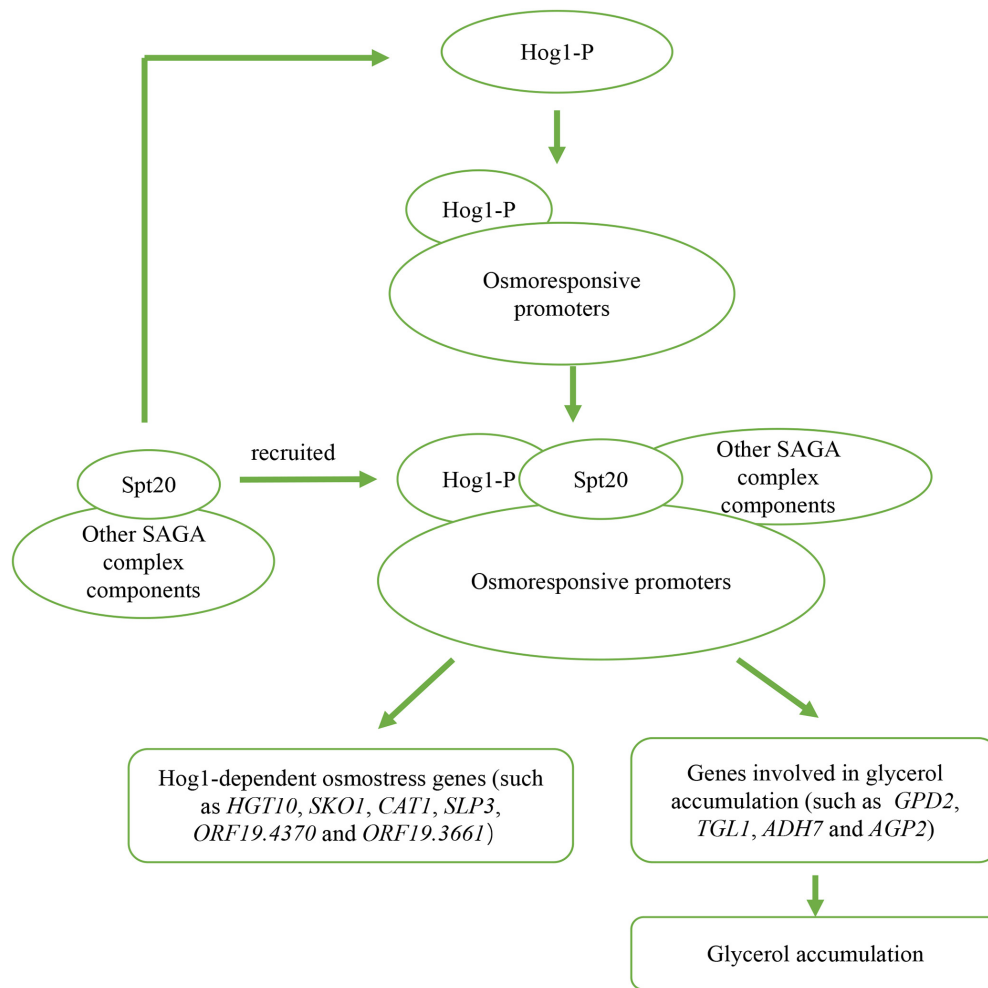 Hog1-P
Hog1-P
Osmoresponsive
promoters
recruited
Spt20
Other SAGA
complex
components
Hog1-P
Spt20
Other SAGA
complex
components
Osmoresponsive promoters
Hog1-dependent osmostress genes (such
as HGT10, SKO1, CAT1, SLP3,
ORF19.4370 and ORF19.3661)
Genes involved in glycerol
accumulation (such as GPD2,
TGL1, ADH7 and AGP2)
Glycerol accumulation